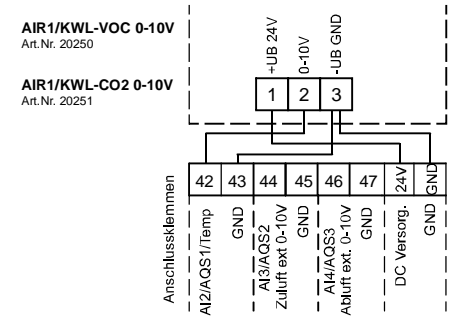 AIR1/KWL-VOC 0-10V
Art.Nr. 20250
AIR1/KWL-CO2 0-10V
Art.Nr. 20251
+UB 24V
0-10V
-UB GND
1 2 3
42 43 44 45 46 47 24V GND
Anschlussklemmen
AI2/AQS1/Temp
GND
AI3/AQS2
Zuluft ext 0-10V
GND
AI4/AQS3
Abluft ext. 0-10V
GND
DC Versorg.
GND